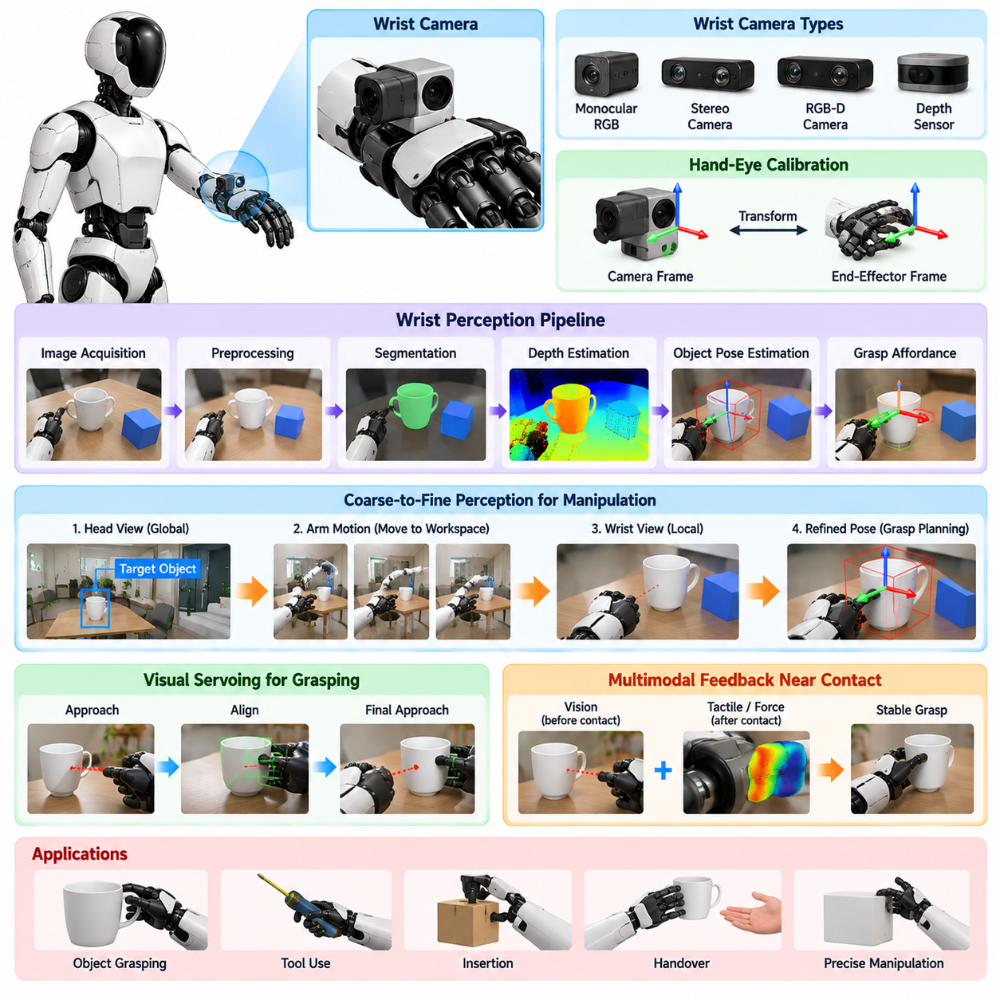 Wrist Camera
Wrist Camera Types
Monocular
RGB
Stereo
Camera
RGB-D
Camera
Depth
Sensor
Hand-Eye Calibration
Transform
Camera Frame
End-Effector Frame
Wrist Perception Pipeline
Image Acquisition
Preprocessing
Segmentation
Depth Estimation
Object Pose Estimation
Grasp Affordance
Coarse-to-Fine Perception for Manipulation
1. Head View (Global)
2. Arm Motion (Move to Workspace)
3. Wrist View (Local)
4. Refined Pose (Grasp Planning)
Target Object
Visual Servoing for Grasping
Approach
Align
Final Approach
Multimodal Feedback Near Contact
Vision
(before contact)
Tactile / Force
(after contact)
Stable Grasp
Applications
Object Grasping
Tool Use
Insertion
Handover
Precise Manipulation